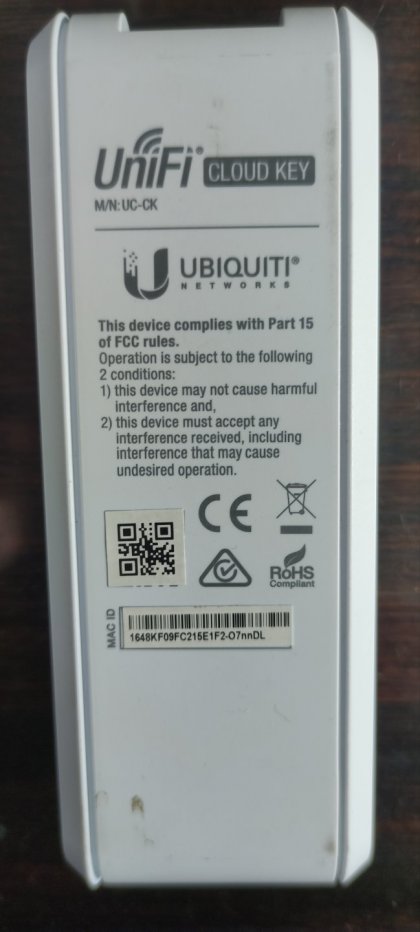 UniFi® CLOUD KEY
M/N: UC-CK
UBIQUITI®
NETWORKS
This device complies with Part 15
of FCC rules.
Operation is subject to the following
2 conditions:
1) this device may not cause harmful
interference and,
2) this device must accept any
interference received, including
interference that may cause
undesired operation.
CE
RoHS
Compliant
MAC ID
1648KF09FC215E1F2-O7nnDL